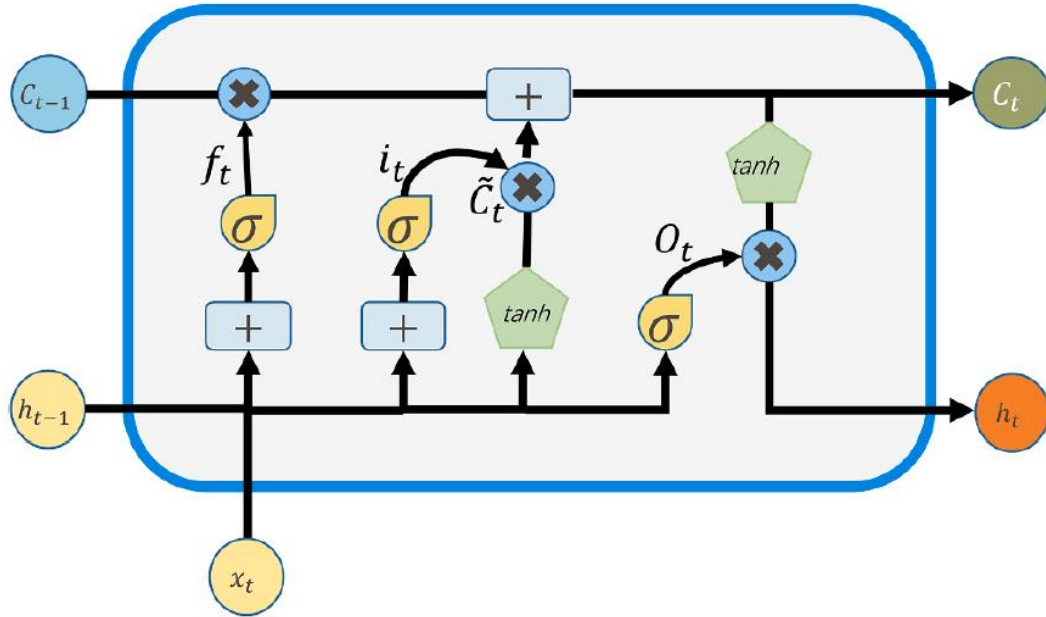 C_{t-1}
+
C_t
tanh
i_t
f_t
C̃_t
σ
σ
O_t
+
+
tanh
σ
h_{t-1}
h_t
x_t